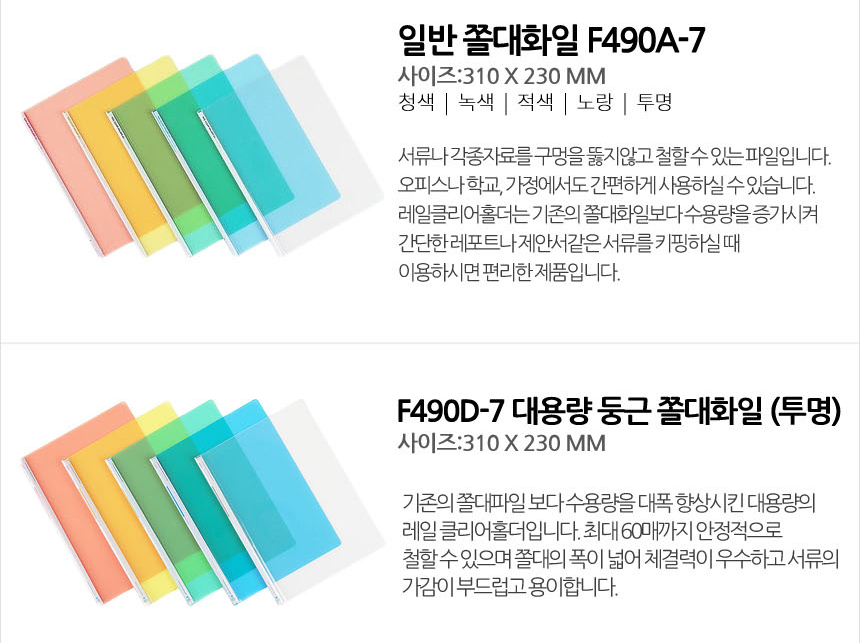 일반 쫄대화일 F490A-7
사이즈:310 X 230 MM
청색 | 녹색 | 적색 | 노랑 | 투명
서류나 각종자료를 구멍을 뚫지않고 철할 수 있는 파일입니다.
오피스나 학교, 가정에서도 간편하게 사용하실 수 있습니다.
레일클리어홀더는 기존의 쫄대화일보다 수용량을 증가시켜
간단한 레포트나 제안서같은 서류를 키핑하실 때
이용하시면 편리한 제품입니다.
F490D-7 대용량 둥근 쫄대화일 (투명)
사이즈:310 X 230 MM
기존의 쫄대파일 보다 수용량을 대폭 향상시킨 대용량의
레일 클리어홀더입니다. 최대 60매까지 안정적으로
철할 수 있으며 쫄대의 폭이 넓어 체결력이 우수하고 서류의
가감이 부드럽고 용이합니다.